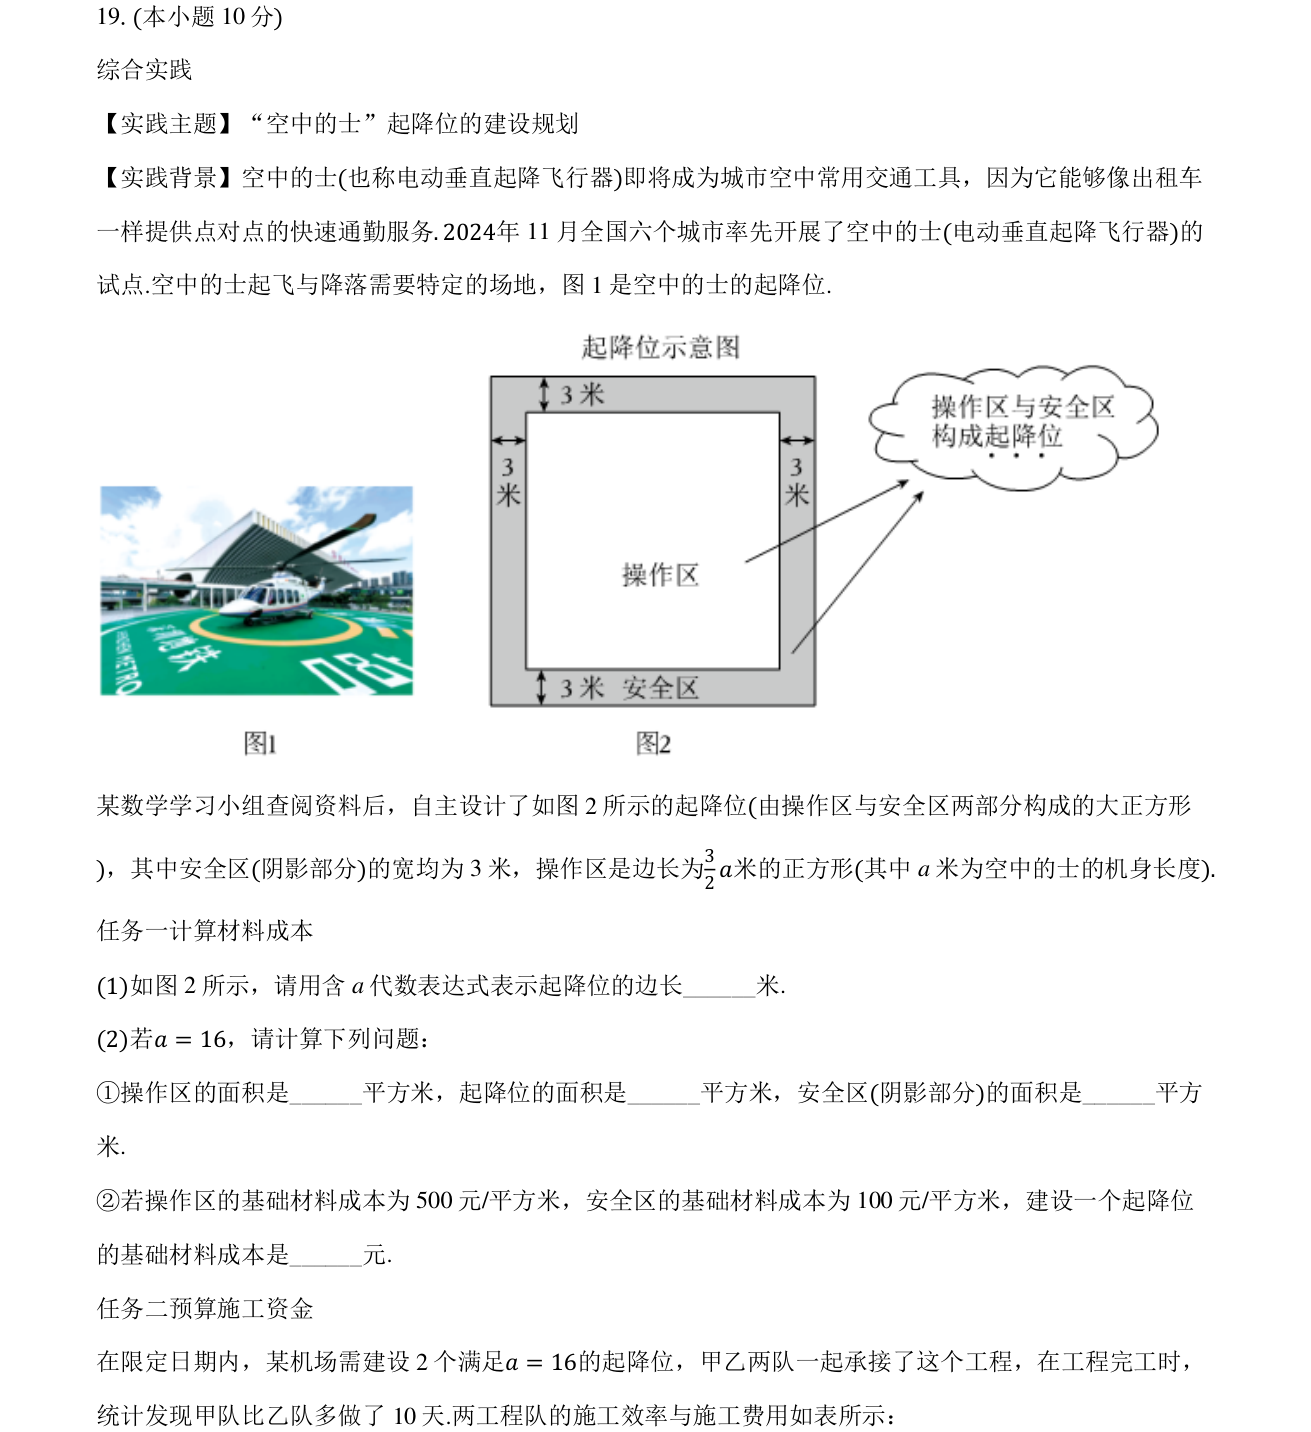 19. (本小题 10 分)
综合实践
【实践主题】“空中的士”起降位的建设规划
【实践背景】空中的士(也称电动垂直起降飞行器)即将成为城市空中常用交通工具，因为它能够像出租车
一样提供点对点的快速通勤服务.2024年 11 月全国六个城市率先开展了空中的士(电动垂直起降飞行器)的
试点.空中的士起飞与降落需要特定的场地，图 1 是空中的士的起降位.
起降位示意图
3 米
操作区与安全区
构成起降位
3
米
3
米
操作区
3 米 安全区
METRO
图1
图2
某数学学习小组查阅资料后，自主设计了如图 2 所示的起降位(由操作区与安全区两部分构成的大正方形
)，其中安全区(阴影部分)的宽均为 3 米，操作区是边长为3/2 a米的正方形(其中 a 米为空中的士的机身长度).
任务一计算材料成本
(1)如图 2 所示，请用含 a 代数表达式表示起降位的边长______米.
(2)若a = 16，请计算下列问题：
①操作区的面积是______平方米，起降位的面积是______平方米，安全区(阴影部分)的面积是______平方
米.
②若操作区的基础材料成本为 500 元/平方米，安全区的基础材料成本为 100 元/平方米，建设一个起降位
的基础材料成本是______元.
任务二预算施工资金
在限定日期内，某机场需建设 2 个满足a = 16的起降位，甲乙两队一起承接了这个工程，在工程完工时，
统计发现甲队比乙队多做了 10 天.两工程队的施工效率与施工费用如表所示：